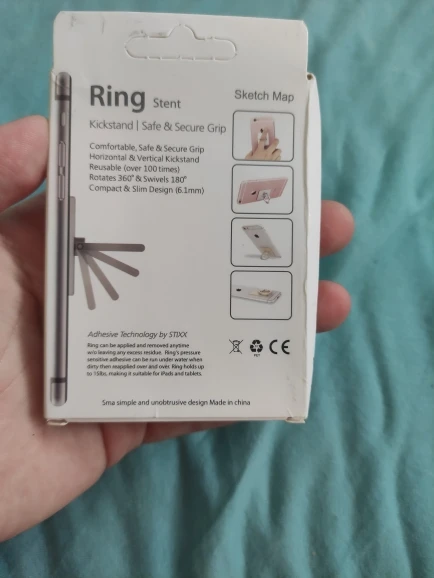 Ring Stent
Sketch Map
Kickstand | Safe & Secure Grip
Comfortable, Safe & Secure Grip
Horizontal & Vertical Kickstand
Reusable (over 100 times)
Rotates 360° & Swivels 180°
Compact & Slim Design (6.1mm)
Adhesive Technology by STIXX
Ring can be applied and removed anytime
w/o leaving any excess residue. Ring's pressure
sensitive adhesive can be run under water when
dirty then reapplied over and over. Ring holds up
to 15lbs, making it suitable for iPads and tablets.
CE
Sma simple and unobtrusive design Made in china